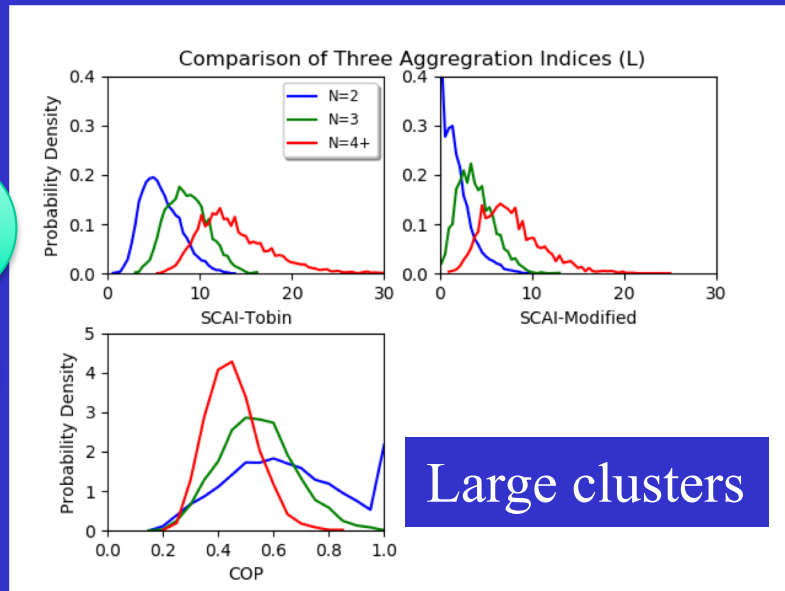 Comparison of Three Aggregration Indices (L)
Probability Density
0.4
0.3
0.2
0.1
0.0
N=2
N=3
N=4+
0 10 20 30
SCAI-Tobin
0.4
0.3
0.2
0.1
0.0
0 10 20 30
SCAI-Modified
Probability Density
5
4
3
2
1
0
0.0 0.2 0.4 0.6 0.8 1.0
COP
Large clusters